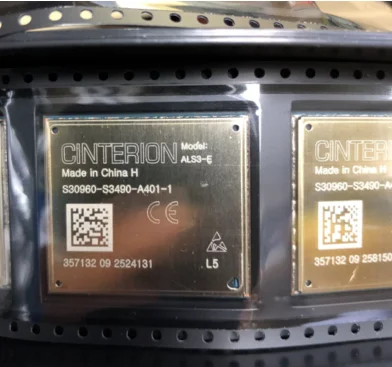 CINTERION Model:
ALS3-E
Made in China H
S30960-S3490-A401-1
CE
357132 09 2524131
L5
CINTER
Made in China H
S30960-S3490-A
357132 09 258150